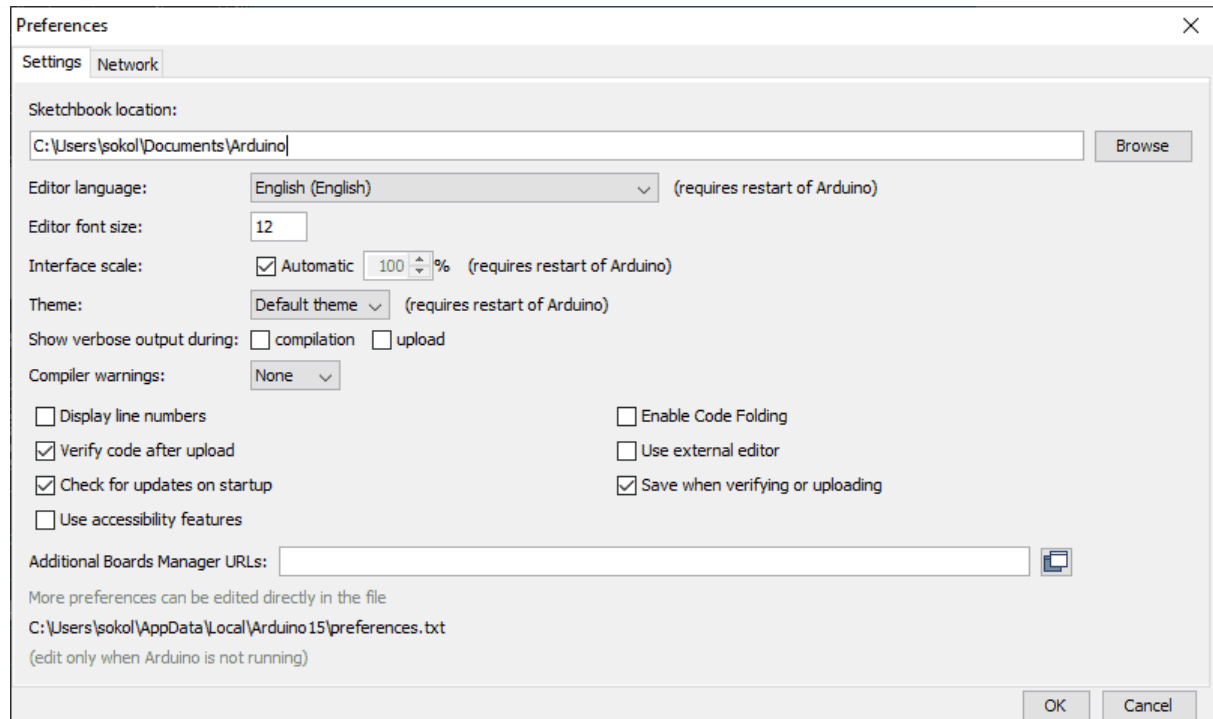 Preferences
Settings Network
Sketchbook location:
C:\Users\sokol\Documents\Arduino Browse
Editor language: English (English) (requires restart of Arduino)
Editor font size: 12
Interface scale: Automatic 100 % (requires restart of Arduino)
Theme: Default theme (requires restart of Arduino)
Show verbose output during: compilation upload
Compiler warnings: None
Display line numbers Enable Code Folding
Verify code after upload Use external editor
Check for updates on startup Save when verifying or uploading
Use accessibility features
Additional Boards Manager URLs:
More preferences can be edited directly in the file
C:\Users\sokol\AppData\Local\Arduino15\preferences.txt
(edit only when Arduino is not running)
OK Cancel